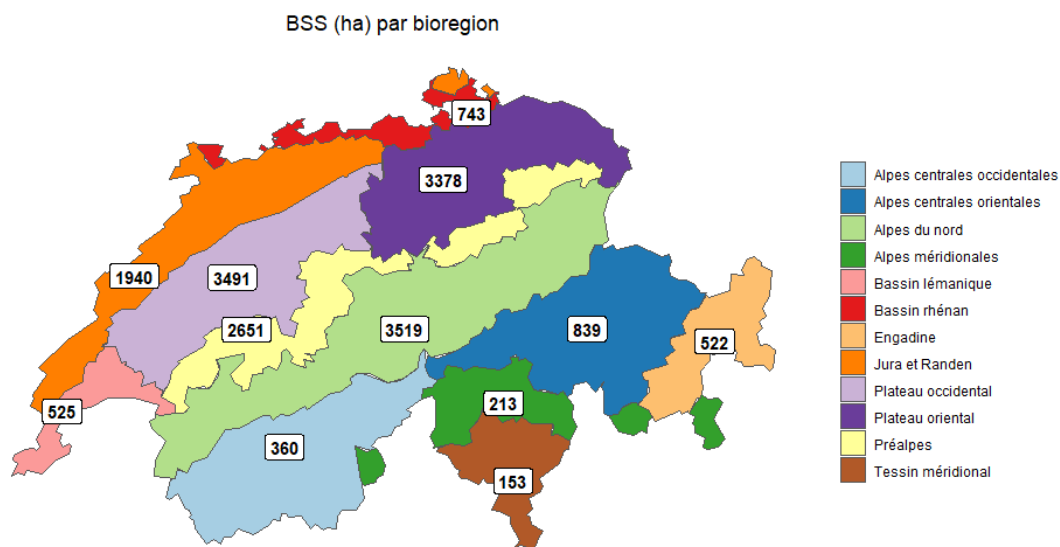 BSS (ha) par bioregion
743
3378
1940
3491
2651
3519
839
522
525
213
360
153
Alpes centrales occidentales
Alpes centrales orientales
Alpes du nord
Alpes méridionales
Bassin lémanique
Bassin rhénan
Engadine
Jura et Randen
Plateau occidental
Plateau oriental
Préalpes
Tessin méridional